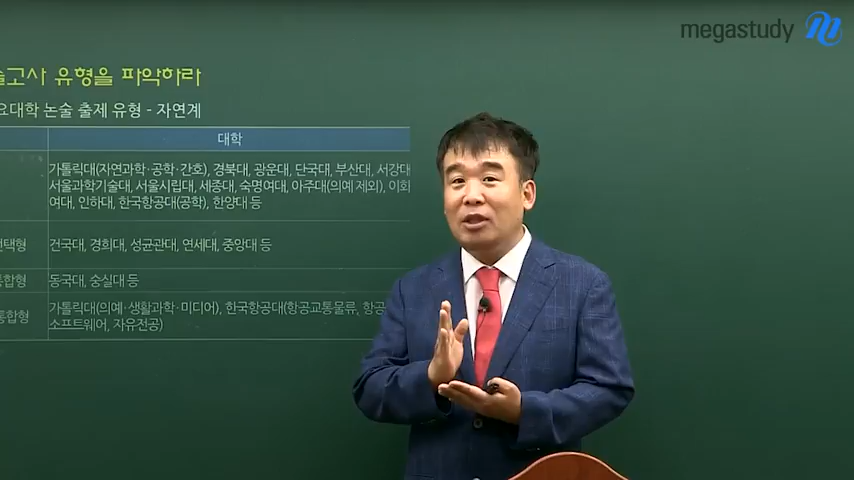 megastudy
술고사 유형을 파악하라
요대학 논술 출제 유형 - 자연계
대학
가톨릭대(자연과학·공학·간호), 경북대, 광운대, 단국대, 부산대, 서강대
서울과학기술대, 서울시립대, 세종대, 숙명여대, 아주대(의예 제외), 이화
여대, 인하대, 한국항공대(공학), 한양대 등
선택형
건국대, 경희대, 성균관대, 연세대, 중앙대 등
통합형
동국대, 숭실대 등
통합형
가톨릭대(의예·생활과학·미디어), 한국항공대(항공교통물류, 항공
소프트웨어, 자유전공)